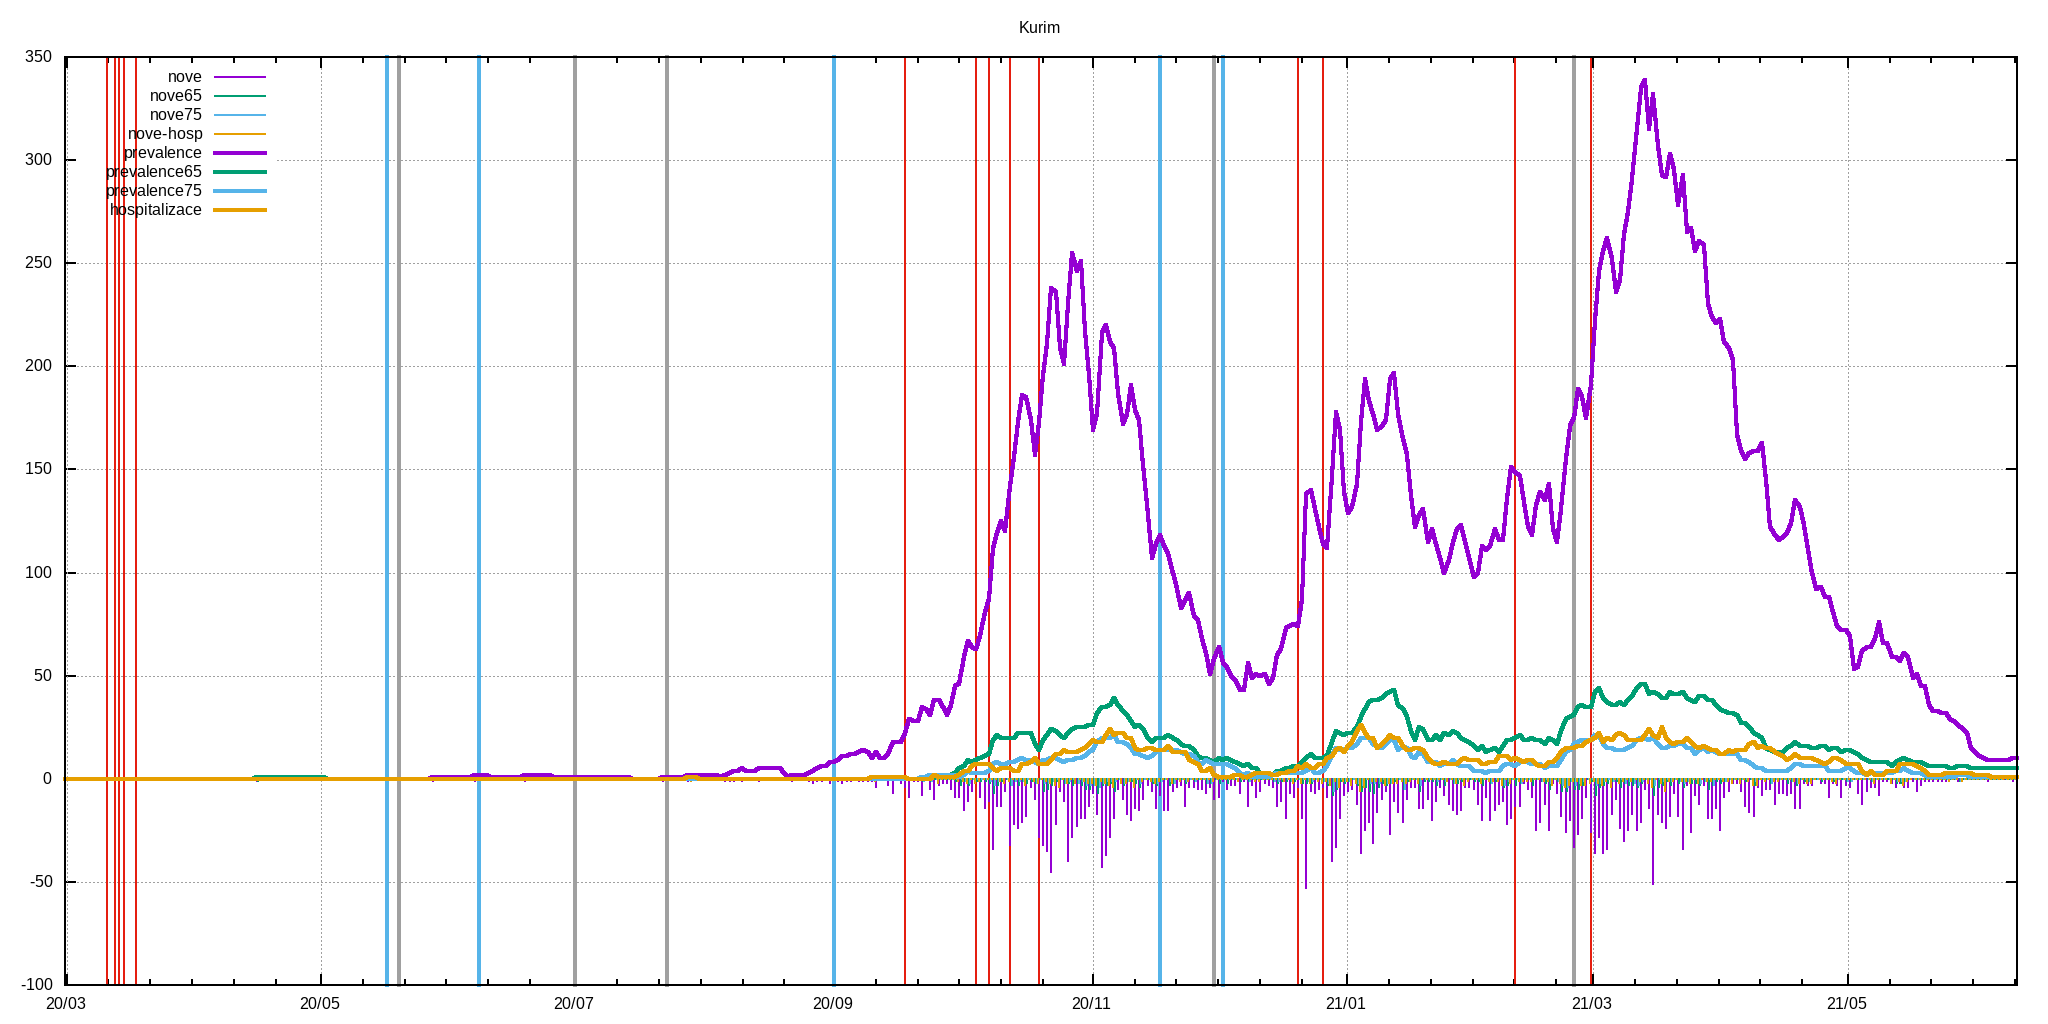 Kurim
350
300
250
200
150
100
50
0
-50
-100
nove
nove65
nove75
nove-hosp
prevalence
prevalence65
prevalence75
hospitalizace
20/03 20/05 20/07 20/09 20/11 21/01 21/03 21/05